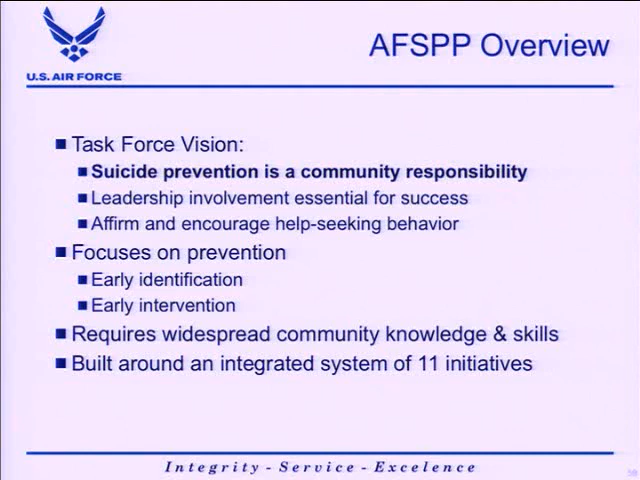 AFSPP Overview
U.S. AIR FORCE
Task Force Vision:
Suicide prevention is a community responsibility
Leadership involvement essential for success
Affirm and encourage help-seeking behavior
Focuses on prevention
Early identification
Early intervention
Requires widespread community knowledge & skills
Built around an integrated system of 11 initiatives
Integrity - Service - Excelence